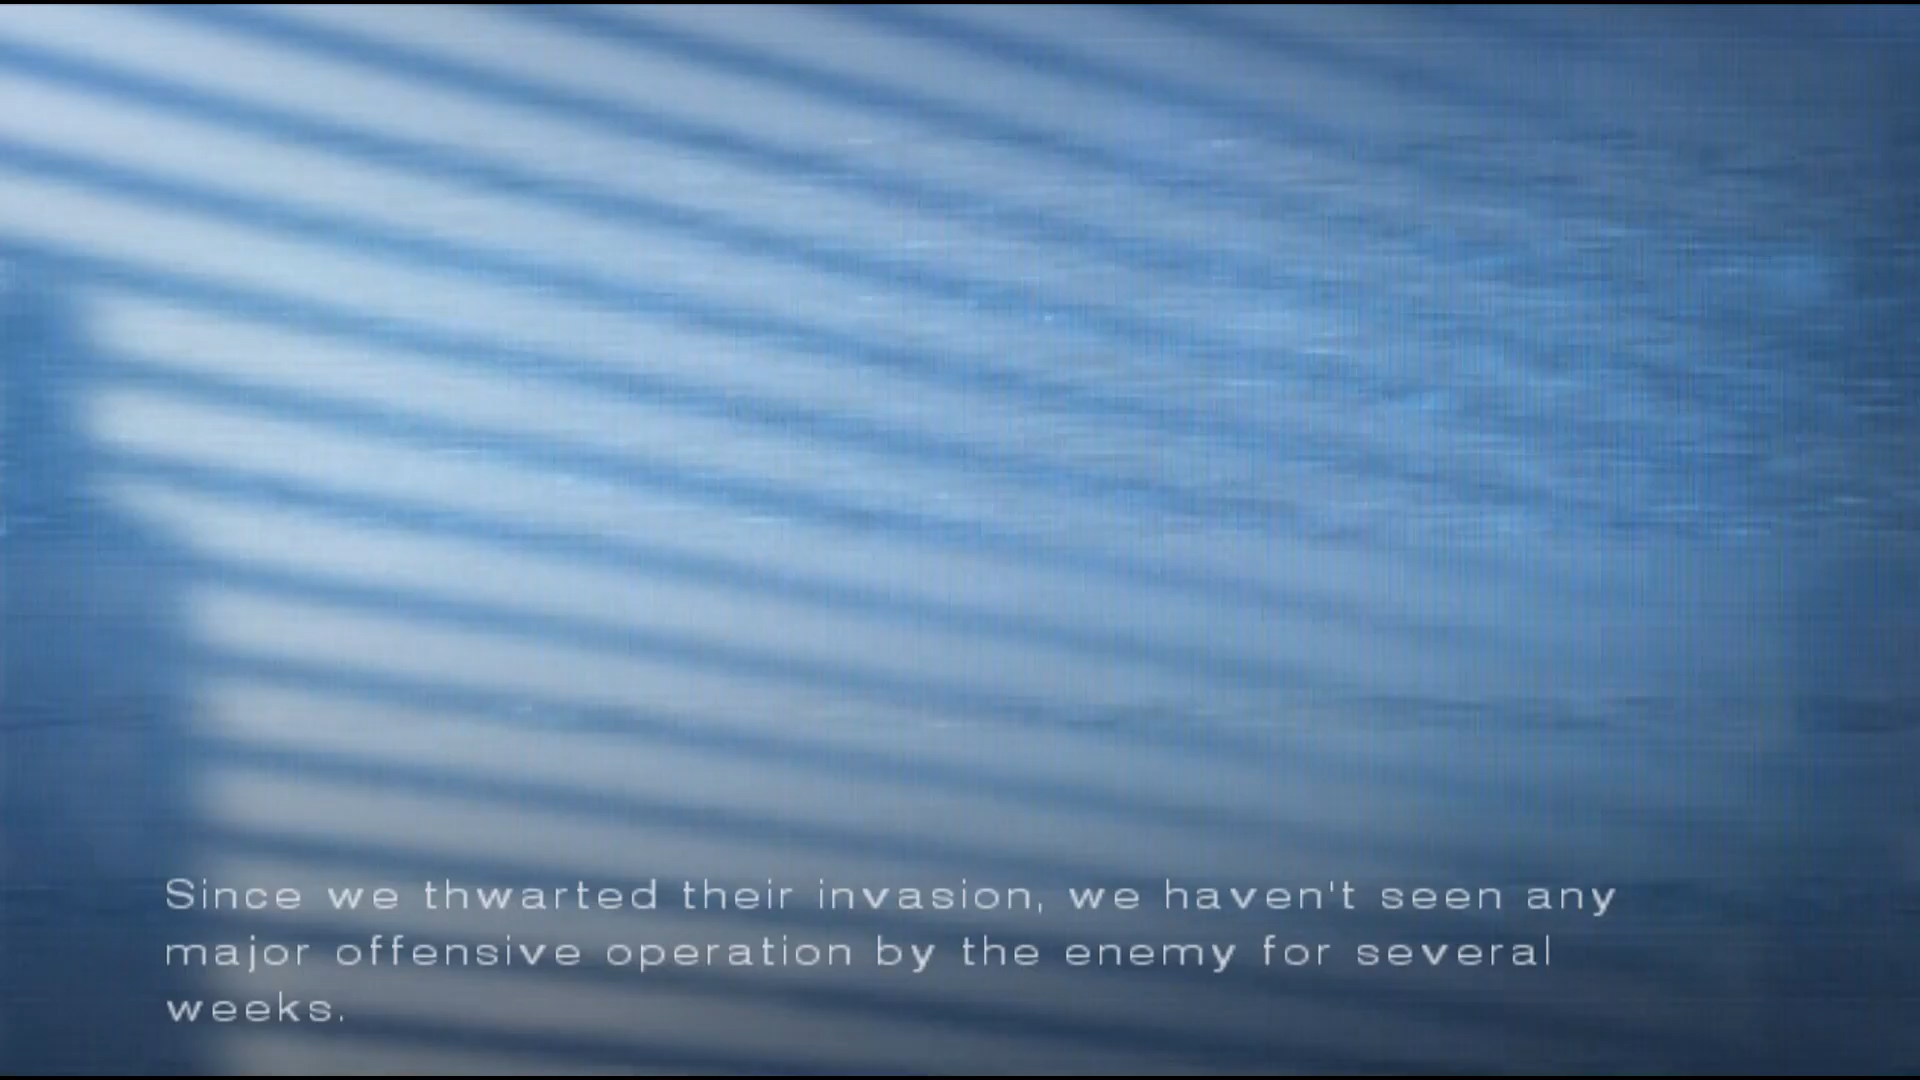 Since we thwarted their invasion, we haven't seen any
major offensive operation by the enemy for several
weeks.